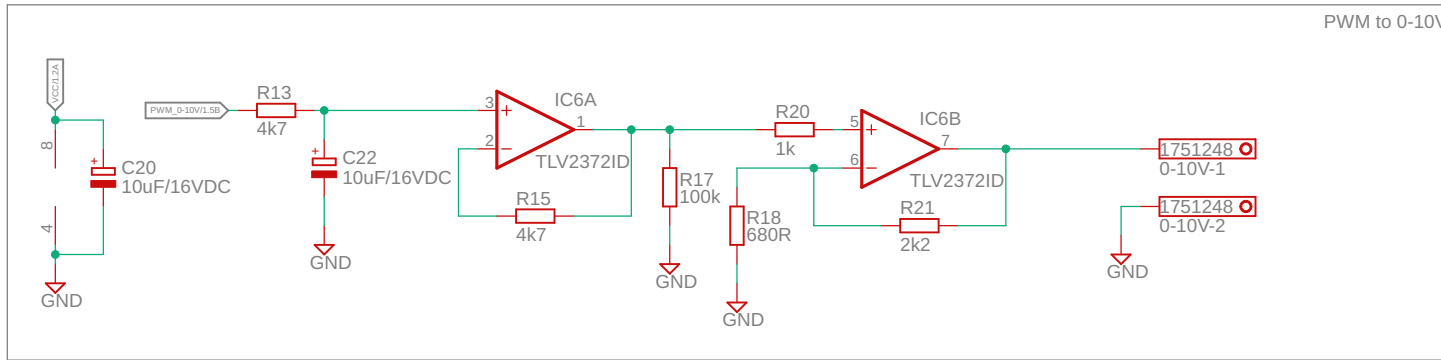 PWM to 0-10V
VCC/1.2A
8
4
C20
10uF/16VDC
GND
PWM_0-10V/1.5B
R13
4k7
C22
10uF/16VDC
GND
3
2
1
IC6A
TLV2372ID
R15
4k7
R17
100k
GND
R20
1k
R18
680R
GND
5
6
7
IC6B
TLV2372ID
R21
2k2
1751248
0-10V-1
1751248
0-10V-2
GND